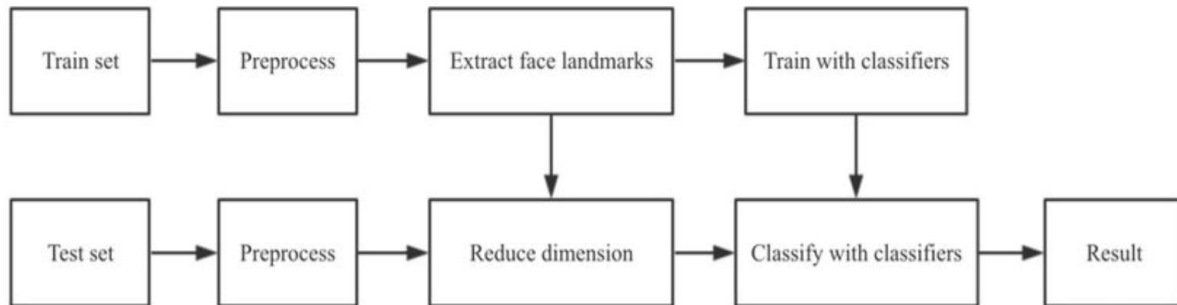 Train set
Preprocess
Extract face landmarks
Train with classifiers
Test set
Preprocess
Reduce dimension
Classify with classifiers
Result